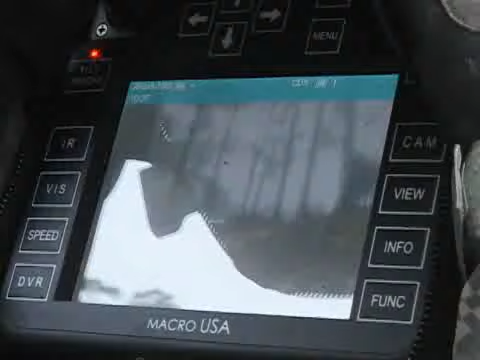 MENU
IR
CAM
VIS
VIEW
SPEED
INFO
DVR
FUNC
MACRO USA